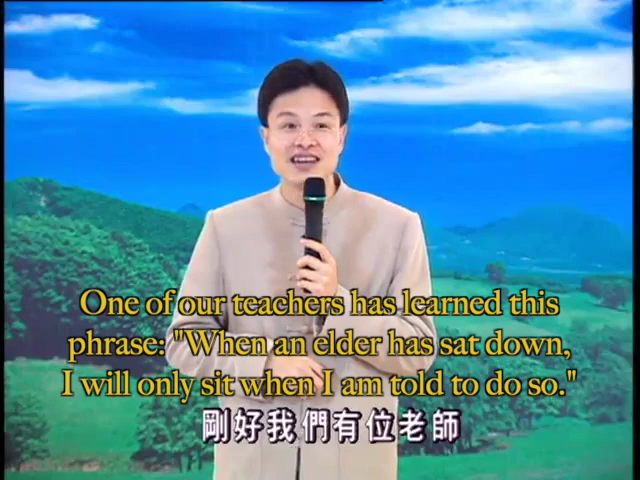 One of our teachers has learned this
phrase: "When an elder has sat down,
I will only sit when I am told to do so."
剛好我們有位老師